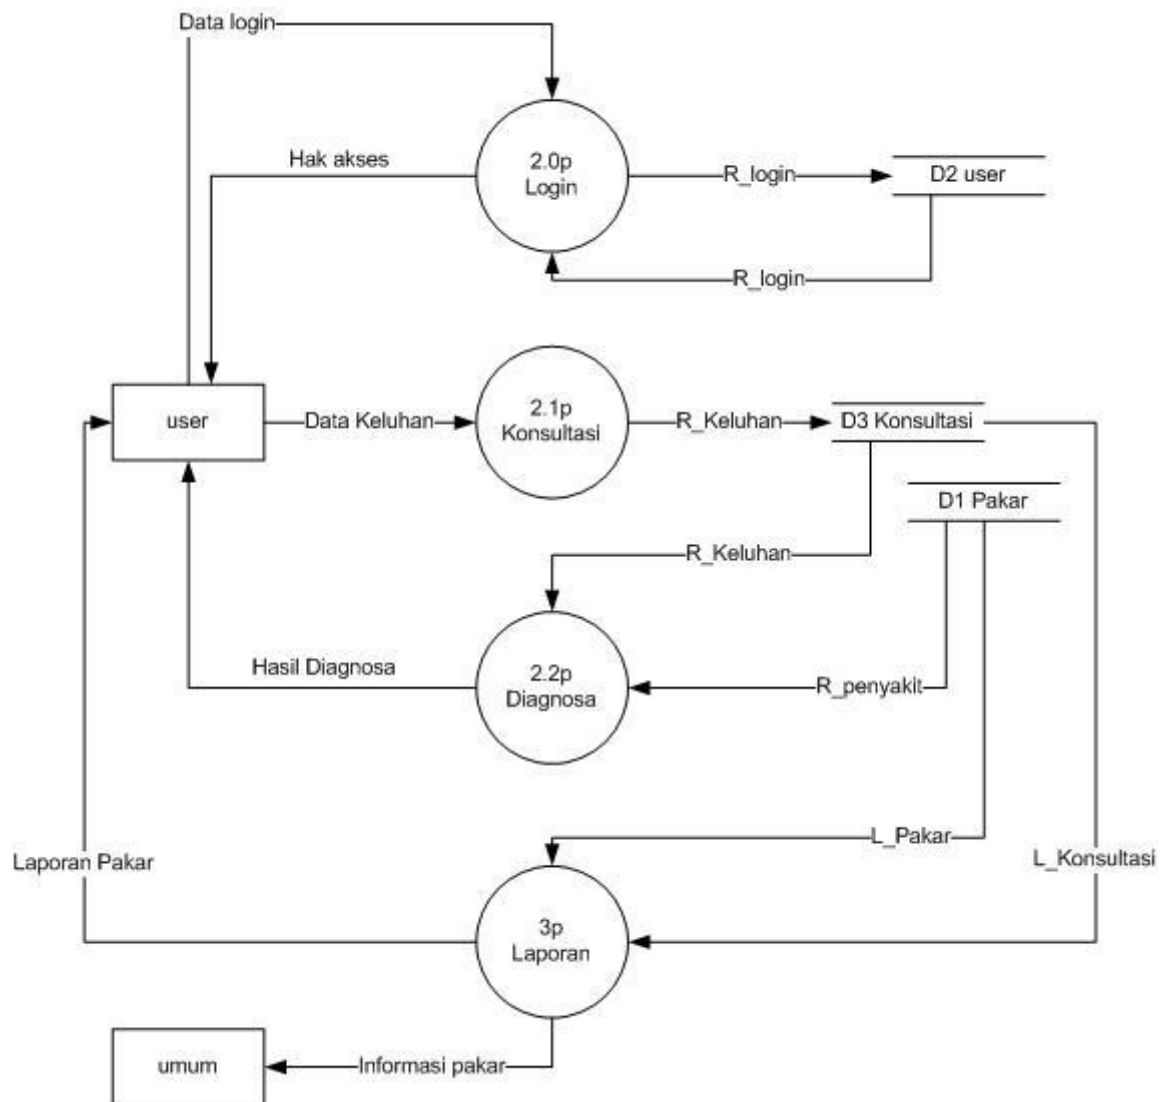 Data login
2.0p
Login
Hak akses
R_login
D2 user
R_login
user
Data Keluhan
2.1p
Konsultasi
R_Keluhan
D3 Konsultasi
D1 Pakar
R_Keluhan
Hasil Diagnosa
2.2p
Diagnosa
R_penyakit
L_Pakar
Laporan Pakar
L_Konsultasi
3p
Laporan
umum
Informasi pakar